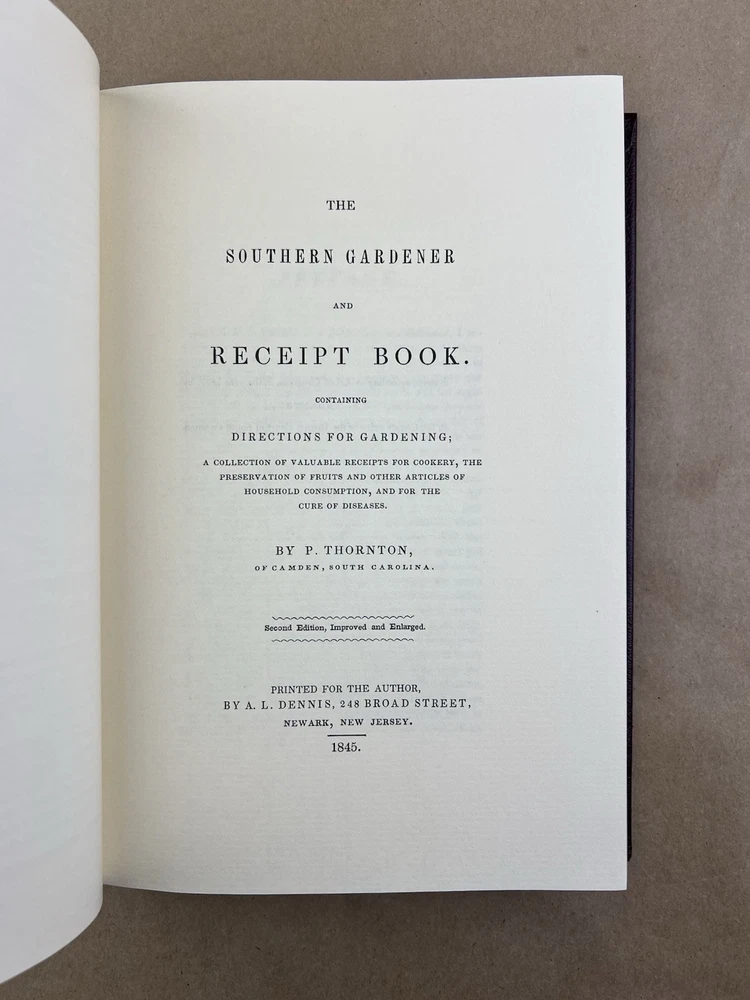 THE
SOUTHERN GARDENER
AND
RECEIPT BOOK.
CONTAINING
DIRECTIONS FOR GARDENING;
A COLLECTION OF VALUABLE RECEIPTS FOR COOKERY, THE
PRESERVATION OF FRUITS AND OTHER ARTICLES OF
HOUSEHOLD CONSUMPTION, AND FOR THE
CURE OF DISEASES.
BY P. THORNTON,
OF CAMDEN, SOUTH CAROLINA.
Second Edition, Improved and Enlarged.
PRINTED FOR THE AUTHOR,
BY A. L. DENNIS, 248 BROAD STREET,
NEWARK, NEW JERSEY.
1845.